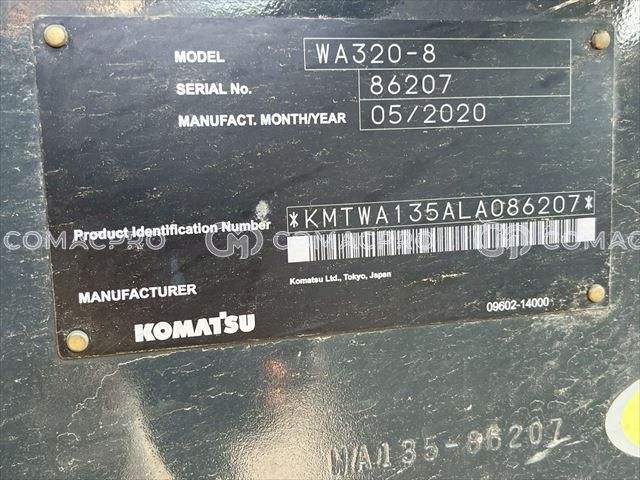 MODEL WA320-8
SERIAL No. 86207
MANUFACT. MONTH/YEAR 05/2020
Product Identification Number *KMTWA135ALA086207*
COMACPRO COMACPRO COMACPRO
Komatsu Ltd., Tokyo, Japan
MANUFACTURER
09602-14000
KOMATSU
WA135-86207